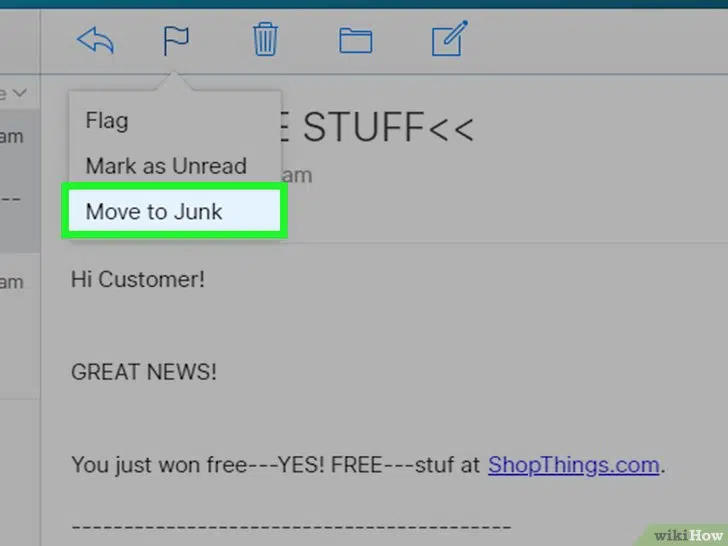 e
am
E STUFF<<
Flag
am
Mark as Unread
--
Move to Junk
am
Hi Customer!
GREAT NEWS!
You just won free---YES! FREE---stuf at ShopThings.com.
-----------------------------------------
wikiHow